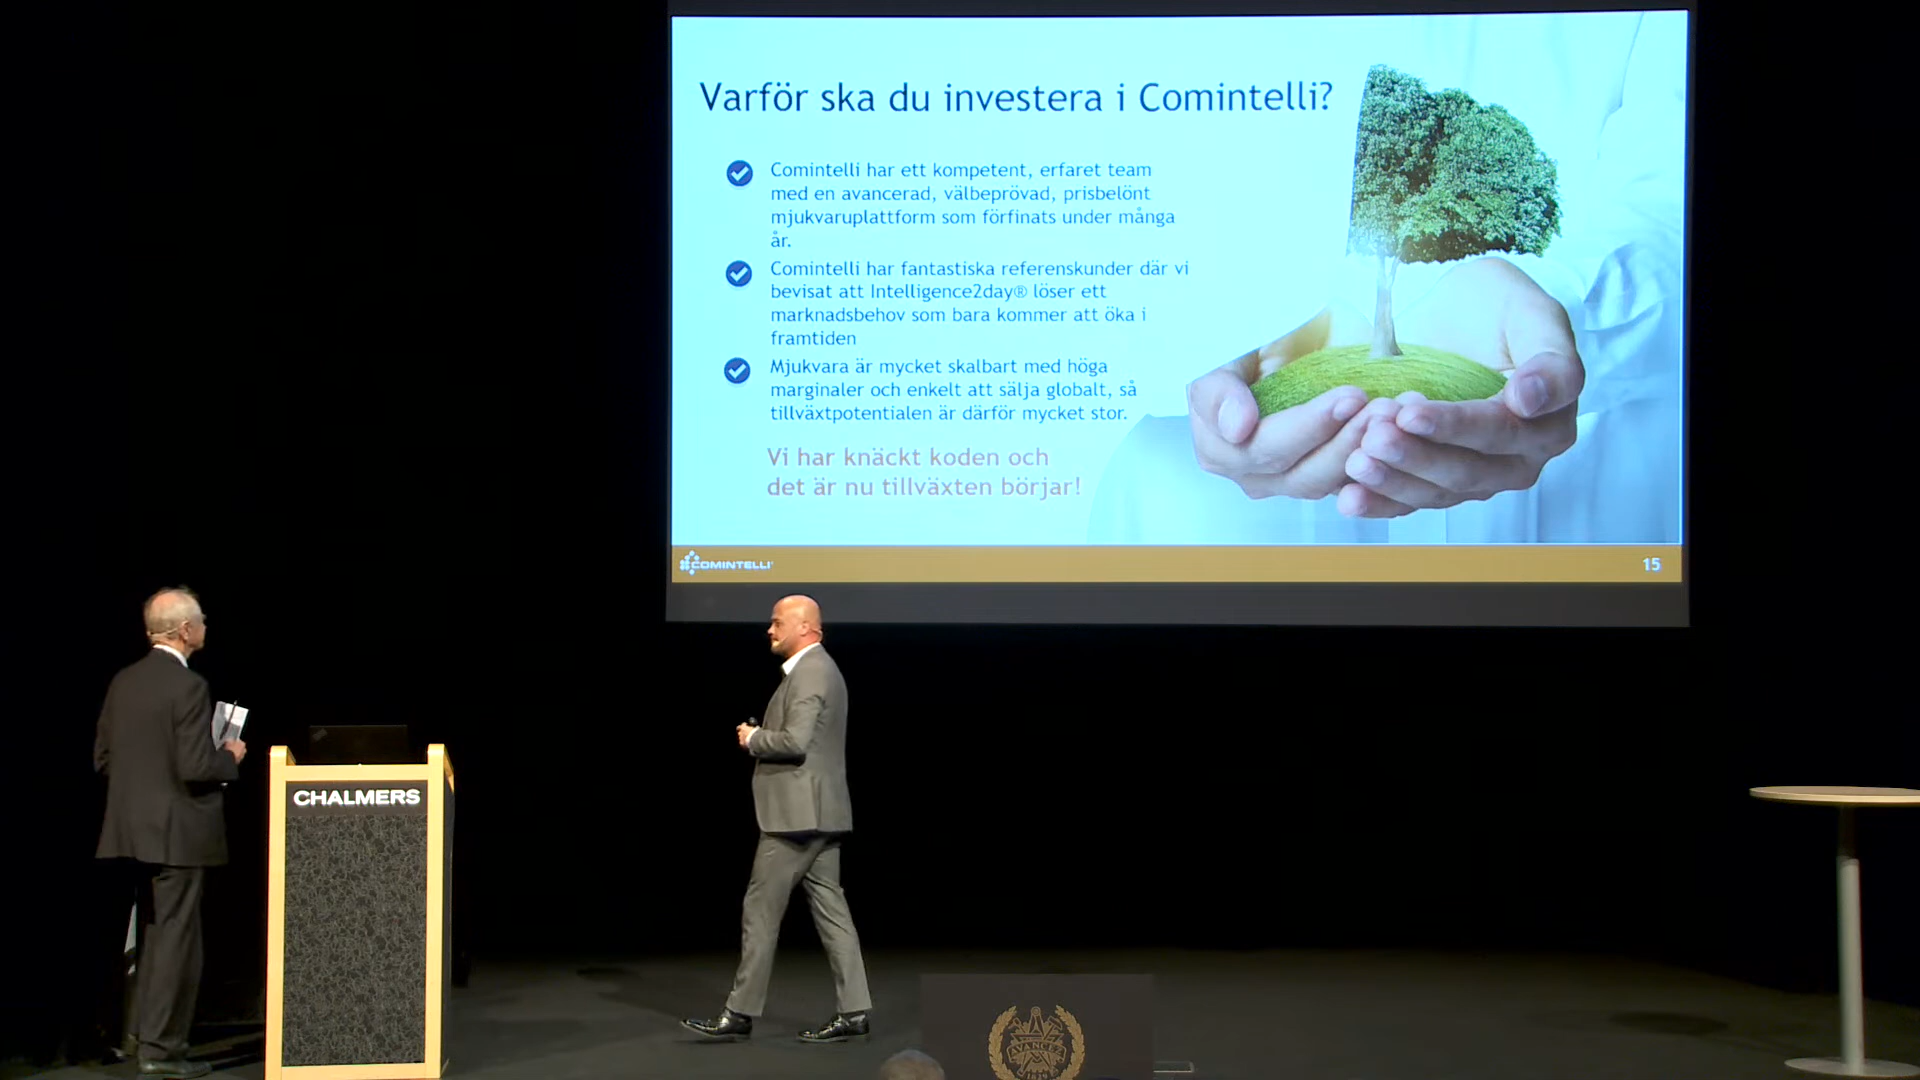 Varför ska du investera i Comintelli?
Comintelli har ett kompetent, erfaret team
med en avancerad, välbeprövad, prisbelönt
mjukvaruplattform som förfinats under många
år.
Comintelli har fantastiska referenskunder där vi
bevisat att Intelligence2day® löser ett
marknadsbehov som bara kommer att öka i
framtiden
Mjukvara är mycket skalbart med höga
marginaler och enkelt att sälja globalt, så
tillväxtpotentialen är därför mycket stor.
Vi har knäckt koden och
det är nu tillväxten börjar!
COMINTELLI
15
CHALMERS
AVANCEZ